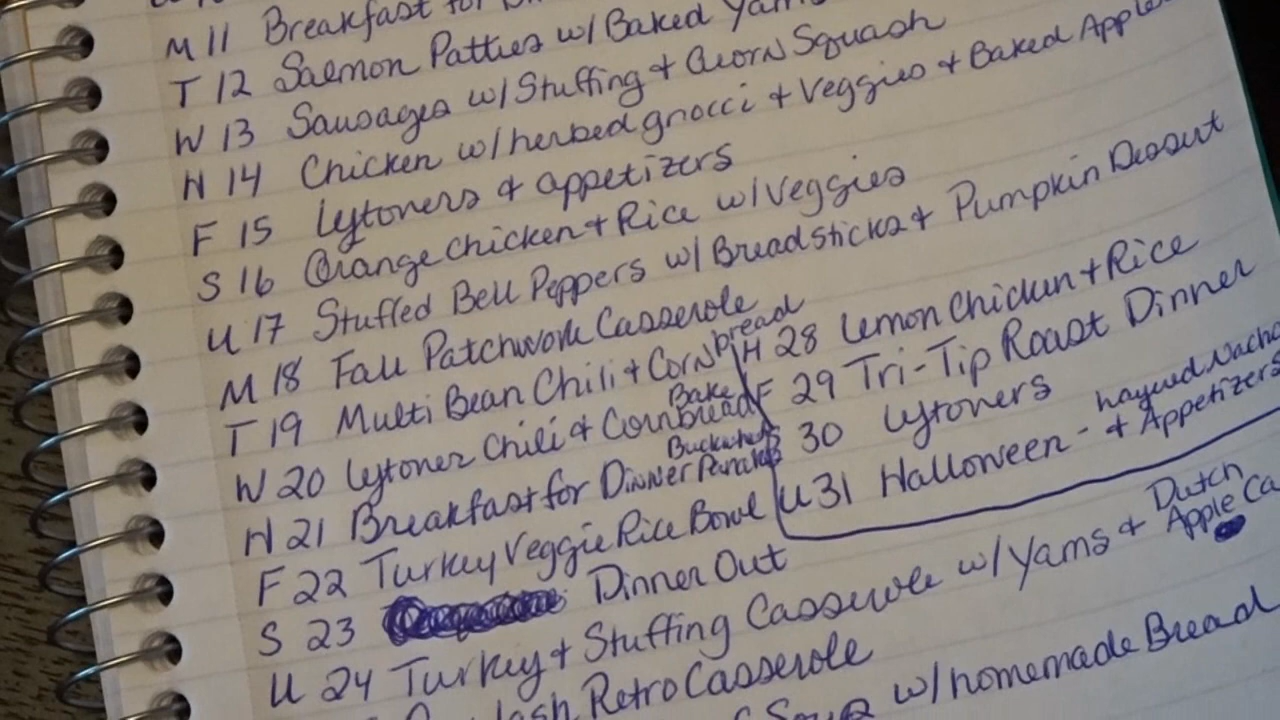 M 11 Breakfast for
T 12 Salmon Patties w/ Baked Yams
W 13 Sausages w/ Stuffing + Acorn Squash
H 14 Chicken w/ herbed gnocci + Veggies + Baked Apples
F 15 Leftovers & appetizers
S 16 Orange Chicken + Rice w/ Veggies
U 17 Stuffed Bell Peppers w/ Breadsticks + Pumpkin Dessert
M 18 Fall Patchwork Casserole
T 19 Multi Bean Chili + Corn bread
W 20 Leftover Chili & Cornbread Bake
H 21 Breakfast for Dinner Buckwheat Pancakes
F 22 Turkey Veggie Rice Bowl
S 23 Dinner Out
U 24 Turkey + Stuffing Casserole w/ Yams + Dutch Apple
Retro Casserole
Soup w/ homemade Bread
H 28 Lemon Chicken + Rice
F 29 Tri-Tip Roast Dinner
30 Leftovers
U 31 Halloween - & Appetizers